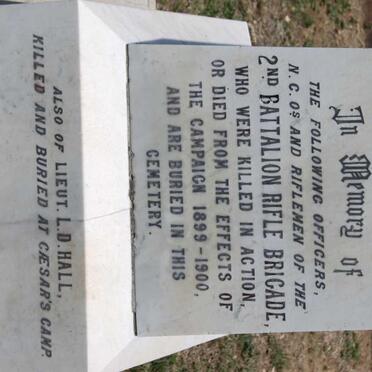 In Memory of
THE FOLLOWING OFFICERS,
N.C.OS AND RIFLEMEN OF THE
2ND BATTALION RIFLE BRIGADE,
WHO WERE KILLED IN ACTION,
OR DIED FROM THE EFFECTS OF
THE CAMPAIGN 1899-1900,
AND ARE BURIED IN THIS
CEMETERY.
ALSO OF LIEUT. L.D HALL,
KILLED AND BURIED AT CÆSAR'S CAMP.